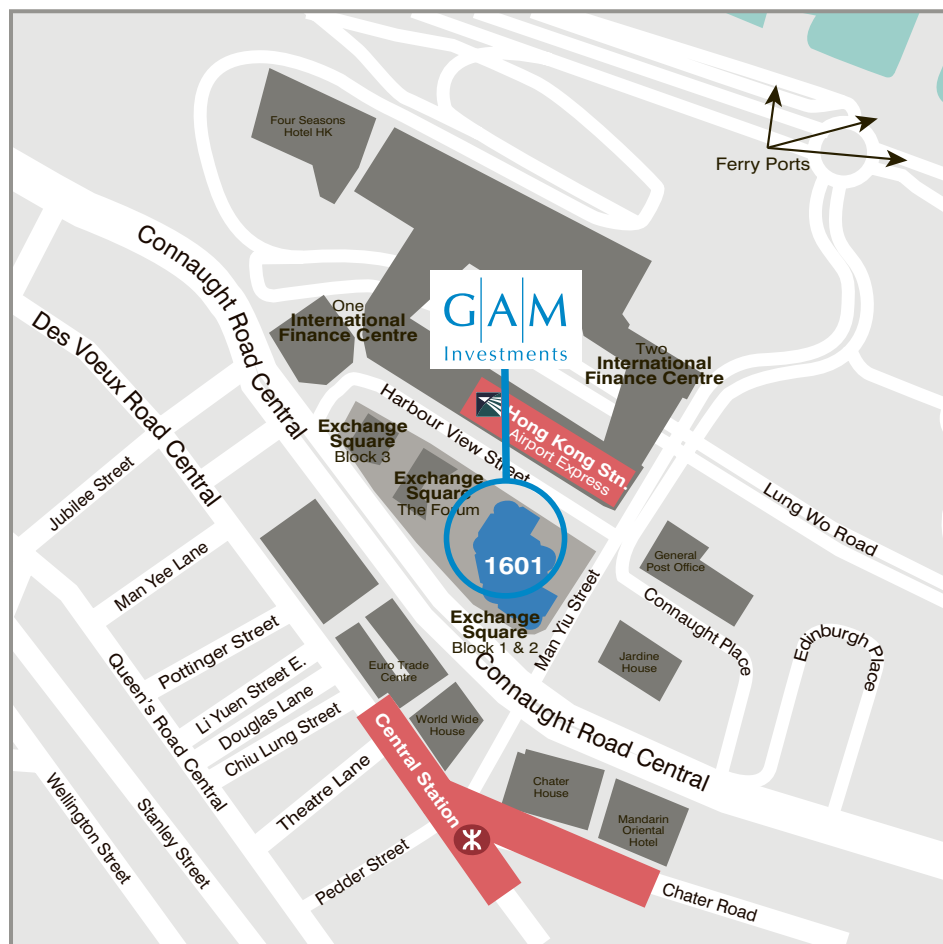 Four Seasons
Hotel HK
Ferry Ports
Connaught Road Central
One
International
Finance Centre
G|A|M
Investments
Two
International
Finance Centre
Des Voeux Road Central
Harbour View Street
Hong Kong Stn.
Airport Express
Exchange
Square
Block 3
Exchange
Square
The Forum
Jubilee Street
Lung Wo Road
1601
General
Post Office
Man Yee Lane
Connaught Place
Man Yiu Street
Exchange
Square
Block 1 & 2
Edinburgh Place
Jardine
House
Pottinger Street
Euro Trade
Centre
Li Yuen Street E.
Douglas Lane
Chiu Lung Street
Queen's Road Central
World Wide
House
Connaught Road Central
Central Station
Theatre Lane
Chater
House
Mandarin
Oriental
Hotel
Wellington Street
Stanley Street
Pedder Street
Chater Road